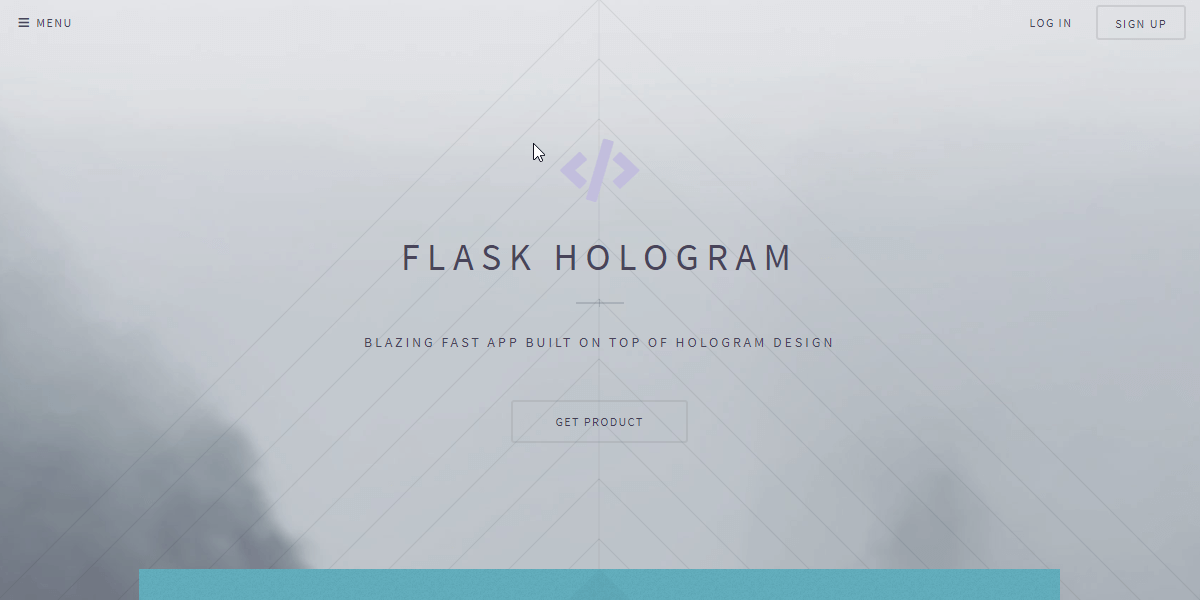 MENU
LOG IN
SIGN UP
FLASK HOLOGRAM
BLAZING FAST APP BUILT ON TOP OF HOLOGRAM DESIGN
GET PRODUCT